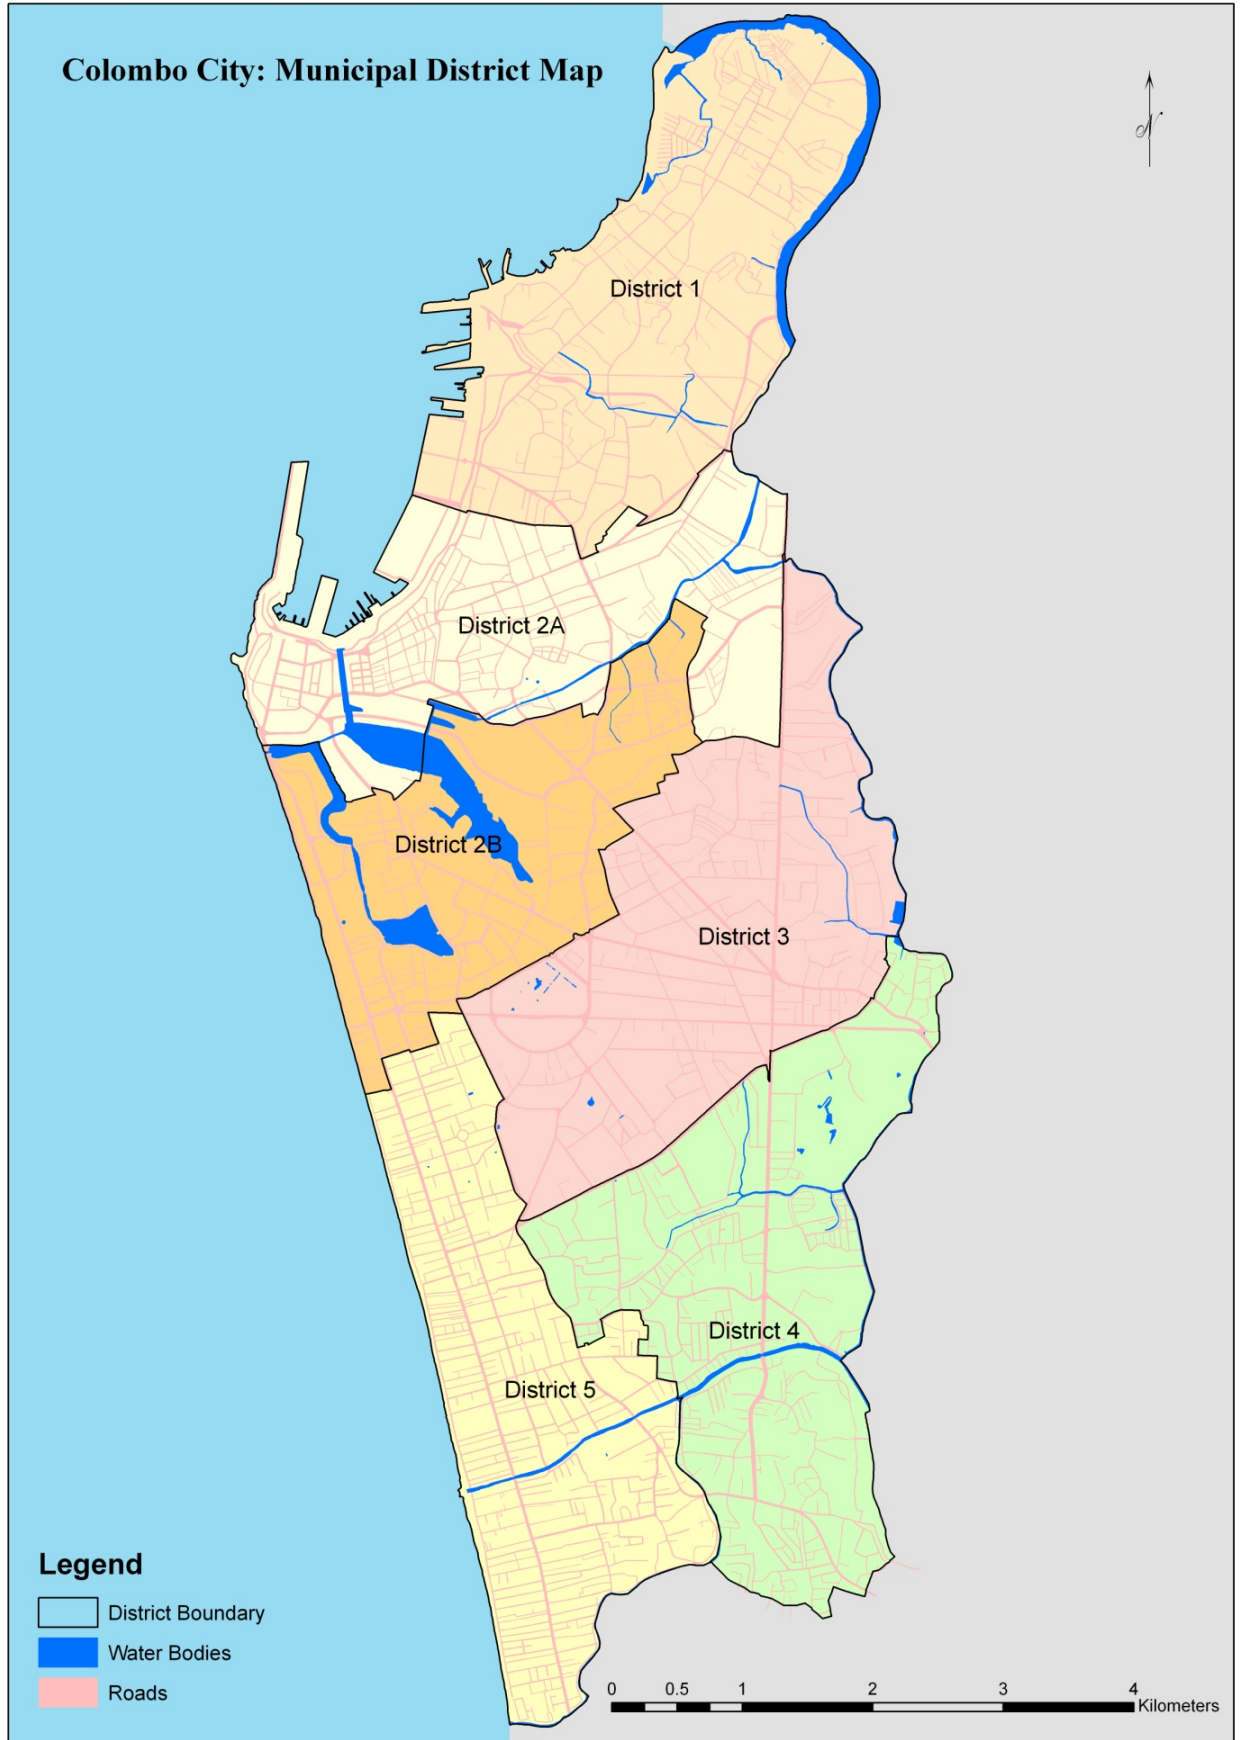 Colombo City: Municipal District Map
N
District 1
District 2A
District 2B
District 3
District 4
District 5
Legend
District Boundary
Water Bodies
Roads
0 0.5 1 2 3 4
Kilometers